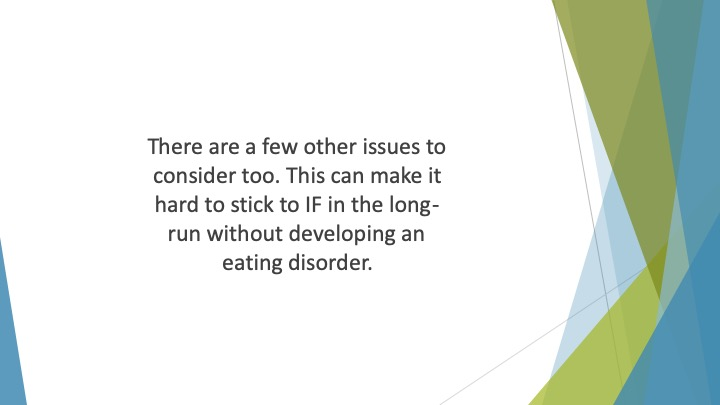 There are a few other issues to
consider too. This can make it
hard to stick to IF in the long-
run without developing an
eating disorder.